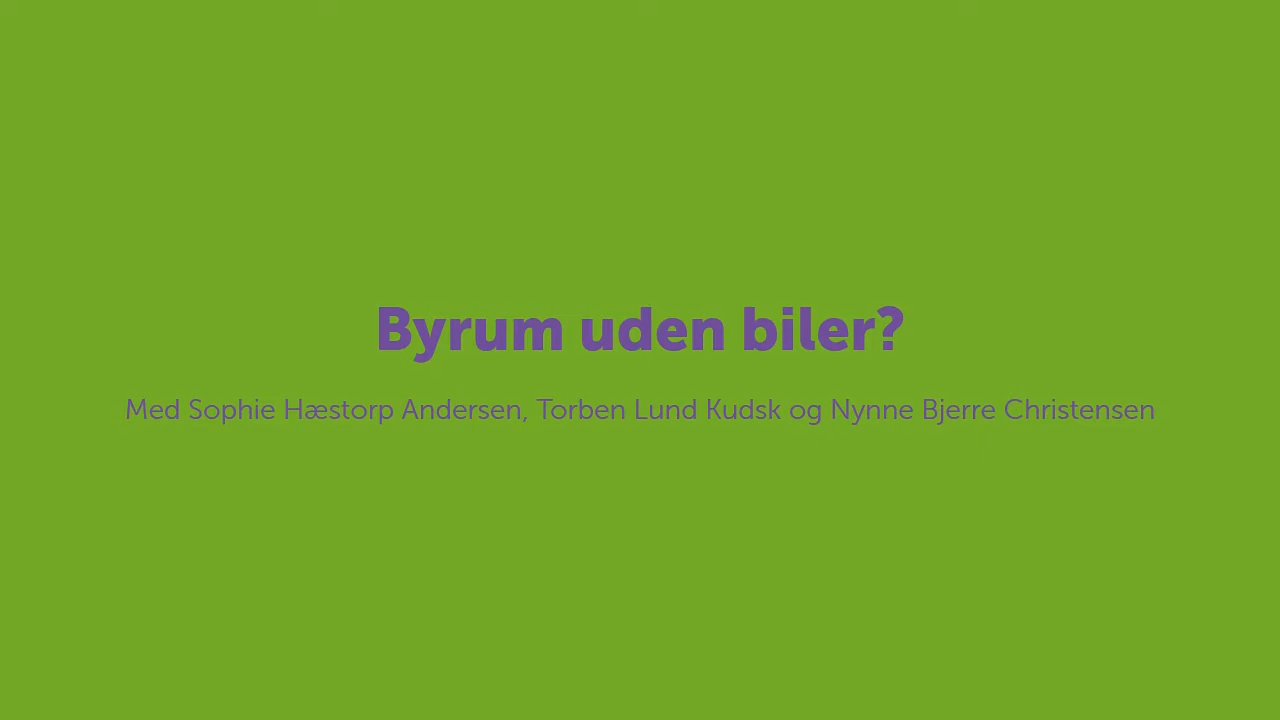 Byrum uden biler?
Med Sophie Hæstorp Andersen, Torben Lund Kudsk og Nynne Bjerre Christensen